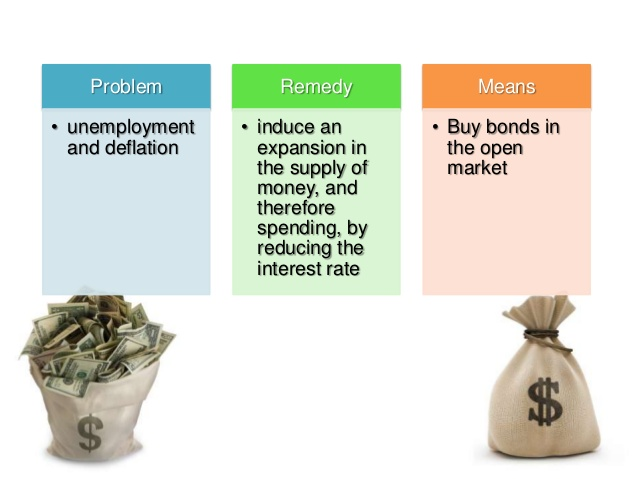 Problem
• unemployment
and deflation
Remedy
• induce an
expansion in
the supply of
money, and
therefore
spending, by
reducing the
interest rate
Means
• Buy bonds in
the open
market
$
$